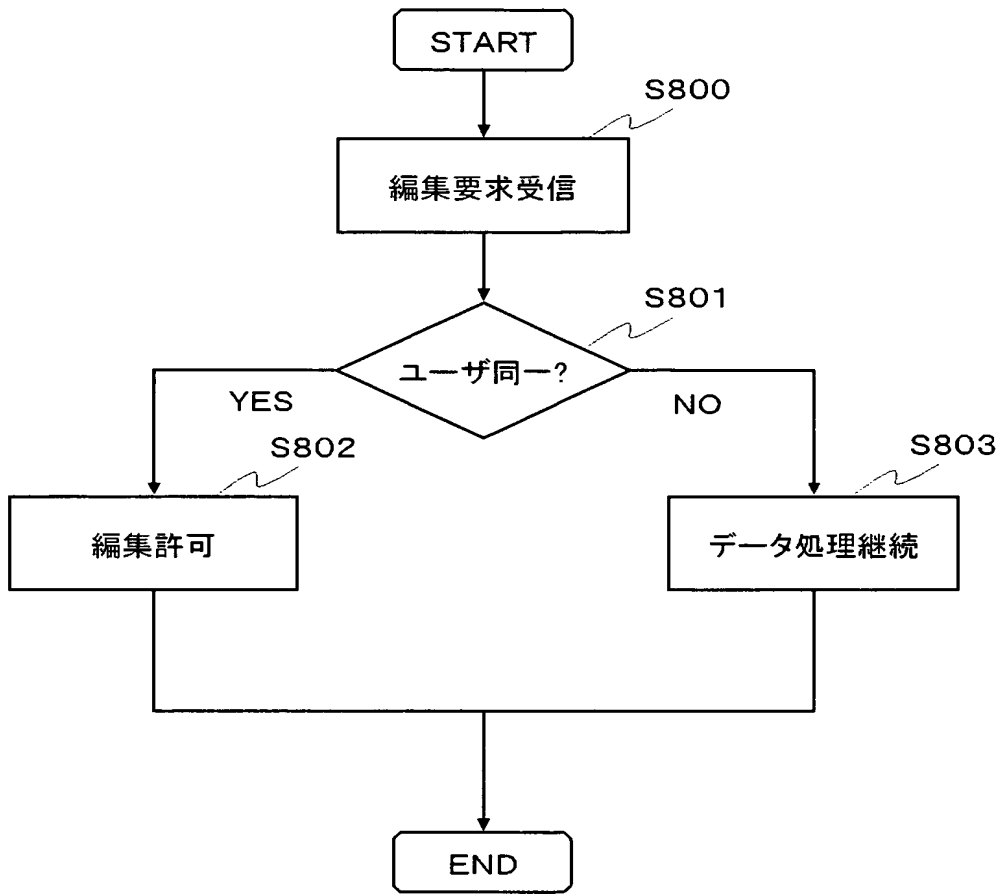 START
S800
編集要求受信
S801
ユーザ同一?
YES
NO
S802
S803
編集許可
データ処理継続
END